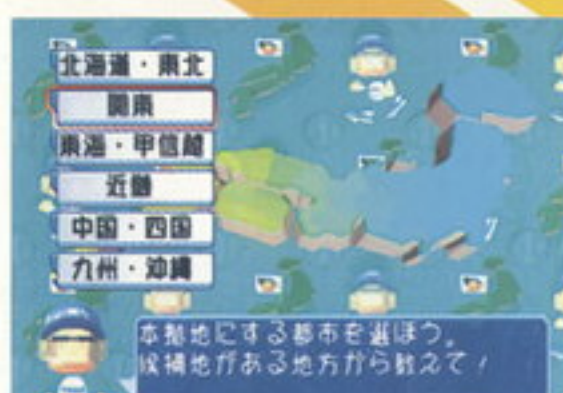 北海道・東北
関東
東海・甲信越
近畿
中国・四国
九州・沖縄
本拠地にする都市を選ぼう。
候補地がある地方から教えて!